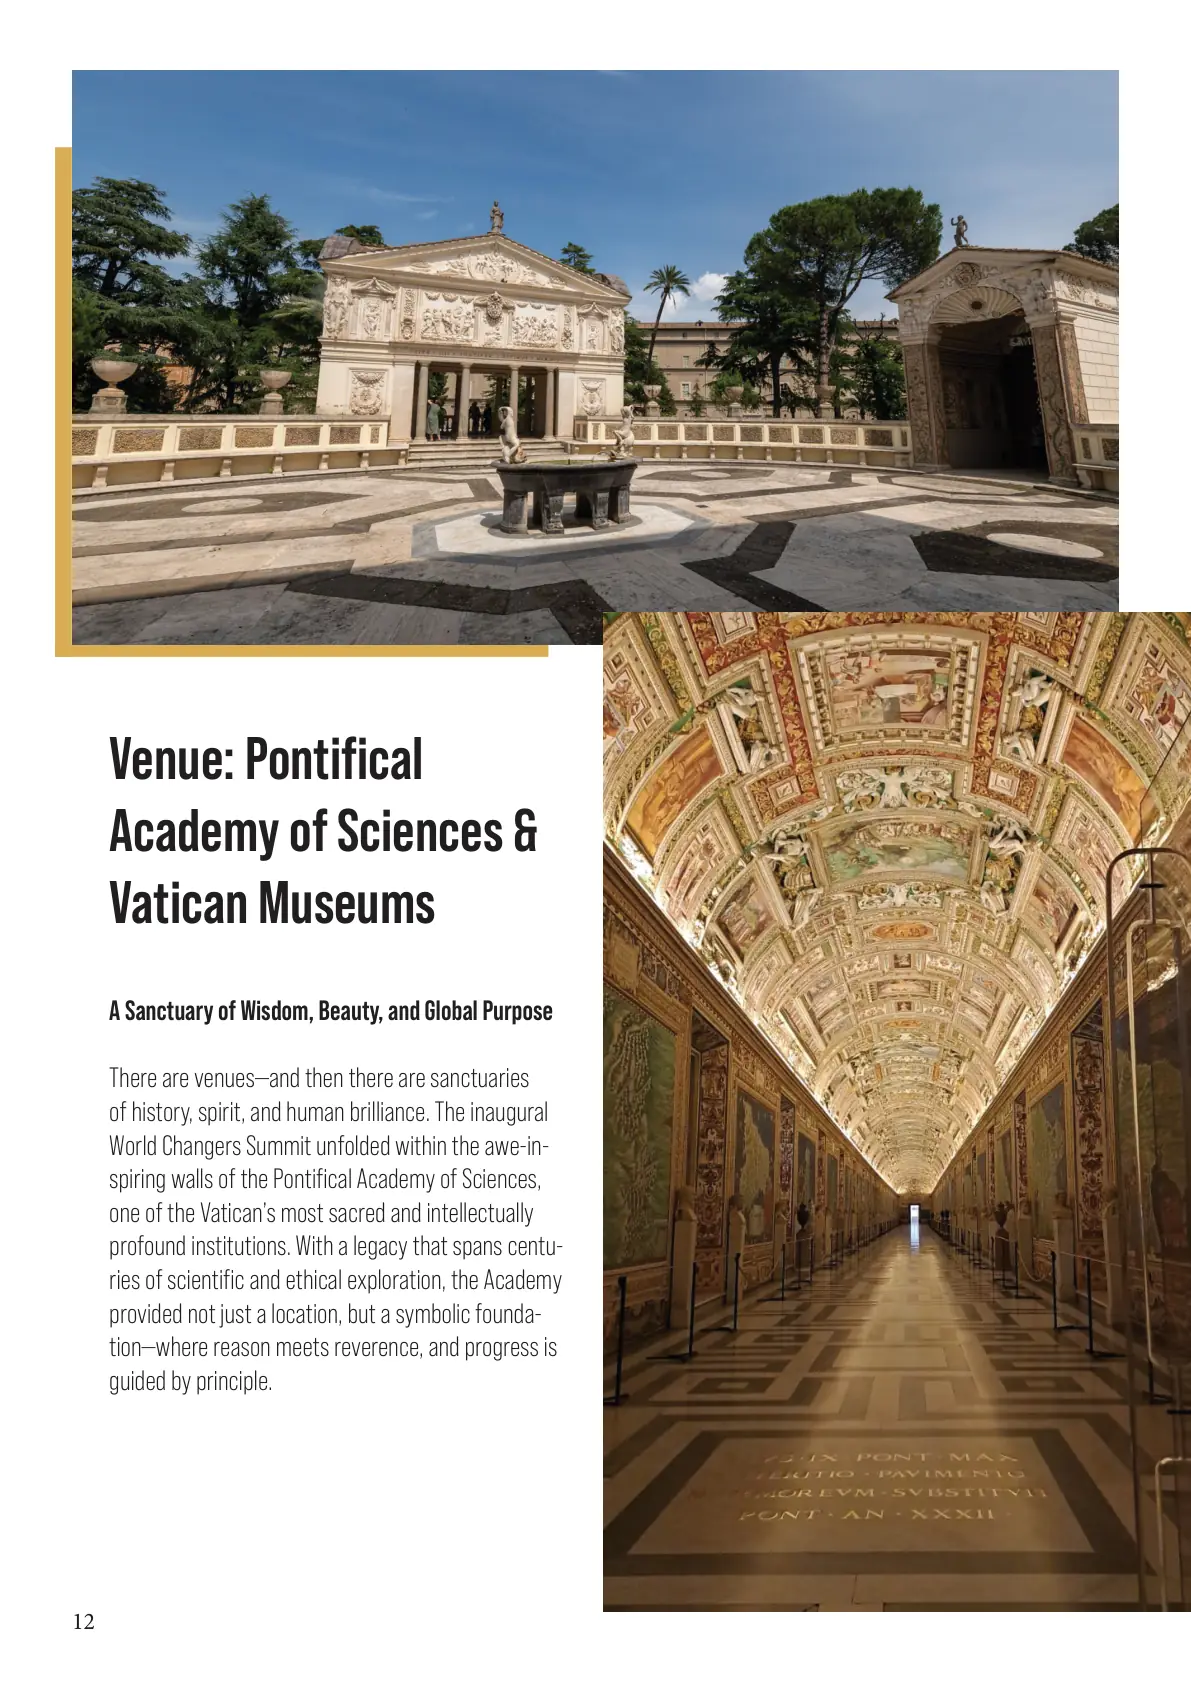 Venue: Pontifical
Academy of Sciences &
Vatican Museums
A Sanctuary of Wisdom, Beauty, and Global Purpose
There are venues—and then there are sanctuaries
of history, spirit, and human brilliance. The inaugural
World Changers Summit unfolded within the awe-in-
spiring walls of the Pontifical Academy of Sciences,
one of the Vatican's most sacred and intellectually
profound institutions. With a legacy that spans centu-
ries of scientific and ethical exploration, the Academy
provided not just a location, but a symbolic founda-
tion—where reason meets reverence, and progress is
guided by principle.
IX PONT MAX
PAVIMENTO
SVBSTITVIT
PONT · AN · XXXII
12